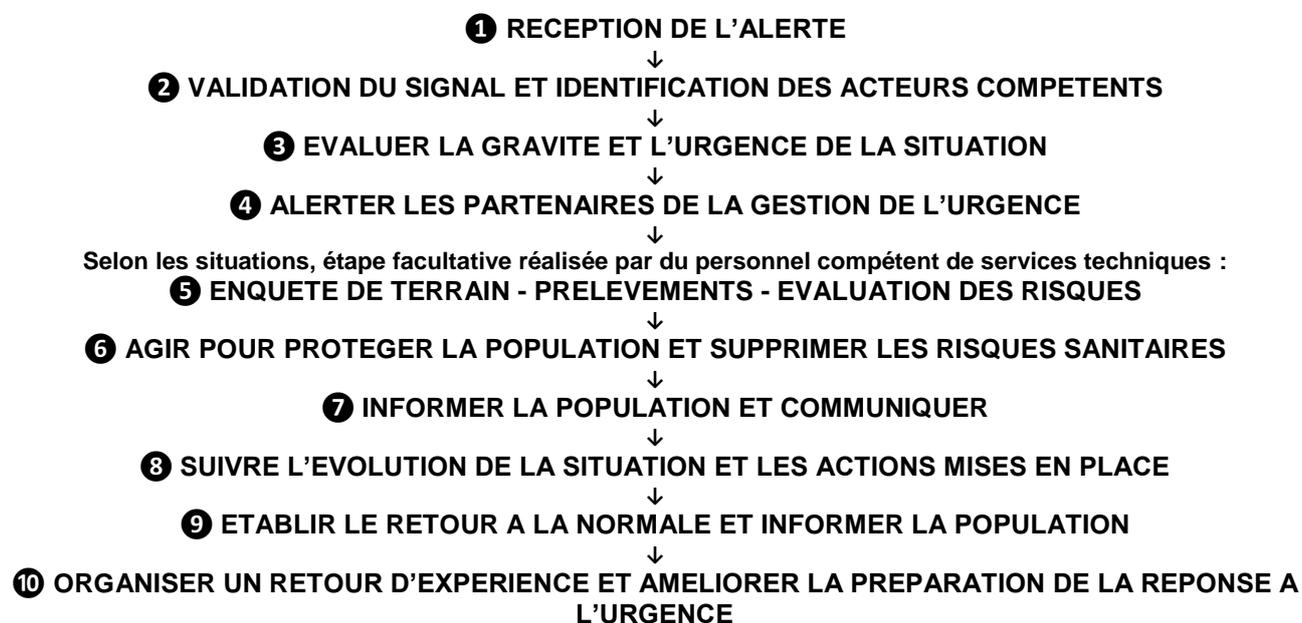 ❶ RECEPTION DE L’ALERTE
↓
❷ VALIDATION DU SIGNAL ET IDENTIFICATION DES ACTEURS COMPETENTS
↓
❸ EVALUER LA GRAVITE ET L’URGENCE DE LA SITUATION
↓
❹ ALERTER LES PARTENAIRES DE LA GESTION DE L’URGENCE
↓
Selon les situations, étape facultative réalisée par du personnel compétent de services techniques :
❺ ENQUETE DE TERRAIN - PRELEVEMENTS - EVALUATION DES RISQUES
↓
❻ AGIR POUR PROTEGER LA POPULATION ET SUPPRIMER LES RISQUES SANITAIRES
↓
❼ INFORMER LA POPULATION ET COMMUNIQUER
↓
❽ SUIVRE L’EVOLUTION DE LA SITUATION ET LES ACTIONS MISES EN PLACE
↓
❾ ETABLIR LE RETOUR A LA NORMALE ET INFORMER LA POPULATION
↓
❿ ORGANISER UN RETOUR D’EXPERIENCE ET AMELIORER LA PREPARATION DE LA REPONSE A
L’URGENCE